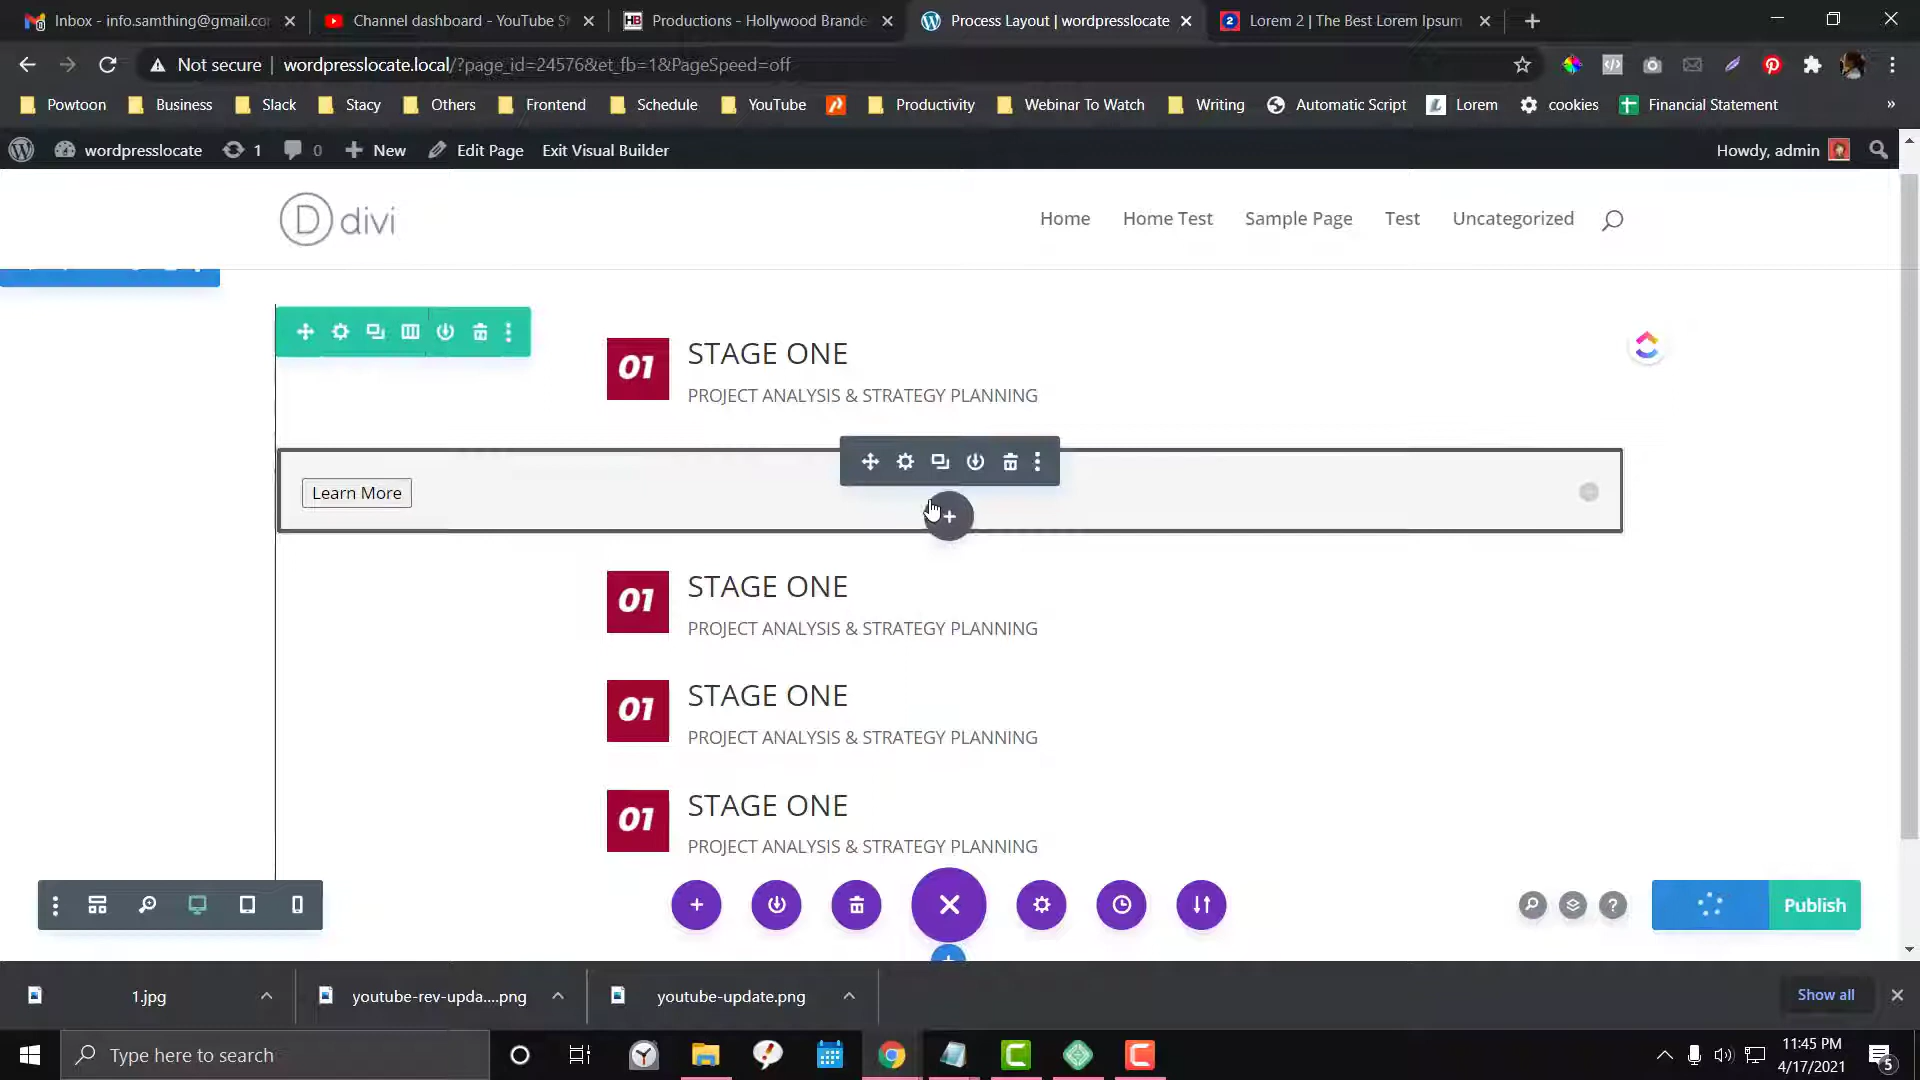 Inbox - info.samthing@gmail.co
Channel dashboard - YouTube St
Productions - Hollywood Brande
Process Layout | wordpresslocate
Lorem 2 | The Best Lorem Ipsum
Not secure
wordpresslocate.local/?page_id=24576&et_fb=1&PageSpeed=off
Powtoon
Business
Slack
Stacy
Others
Frontend
Schedule
YouTube
Productivity
Webinar To Watch
Writing
Automatic Script
Lorem
cookies
Financial Statement
»
wordpresslocate
1
0
New
Edit Page
Exit Visual Builder
Howdy, admin
D divi
Home
Home Test
Sample Page
Test
Uncategorized
01
STAGE ONE
PROJECT ANALYSIS & STRATEGY PLANNING
Learn More
01
STAGE ONE
PROJECT ANALYSIS & STRATEGY PLANNING
01
STAGE ONE
PROJECT ANALYSIS & STRATEGY PLANNING
01
STAGE ONE
PROJECT ANALYSIS & STRATEGY PLANNING
Publish
1.jpg
youtube-rev-upda....png
youtube-update.png
Show all
Type here to search
11:45 PM
4/17/2021
5